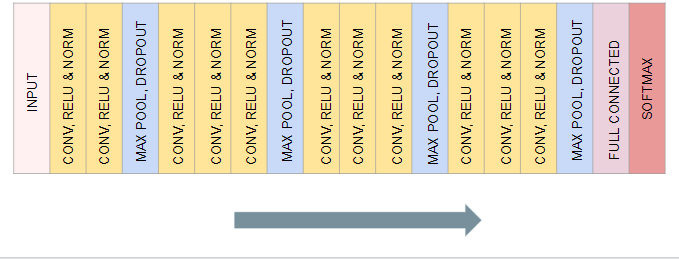 INPUT
CONV, RELU & NORM
CONV, RELU & NORM
MAX POOL, DROPOUT
CONV, RELU & NORM
CONV, RELU & NORM
CONV, RELU & NORM
MAX POOL, DROPOUT
CONV, RELU & NORM
CONV, RELU & NORM
CONV, RELU & NORM
MAX POOL, DROPOUT
CONV, RELU & NORM
CONV, RELU & NORM
CONV, RELU & NORM
MAX POOL, DROPOUT
FULL CONNECTED
SOFTMAX